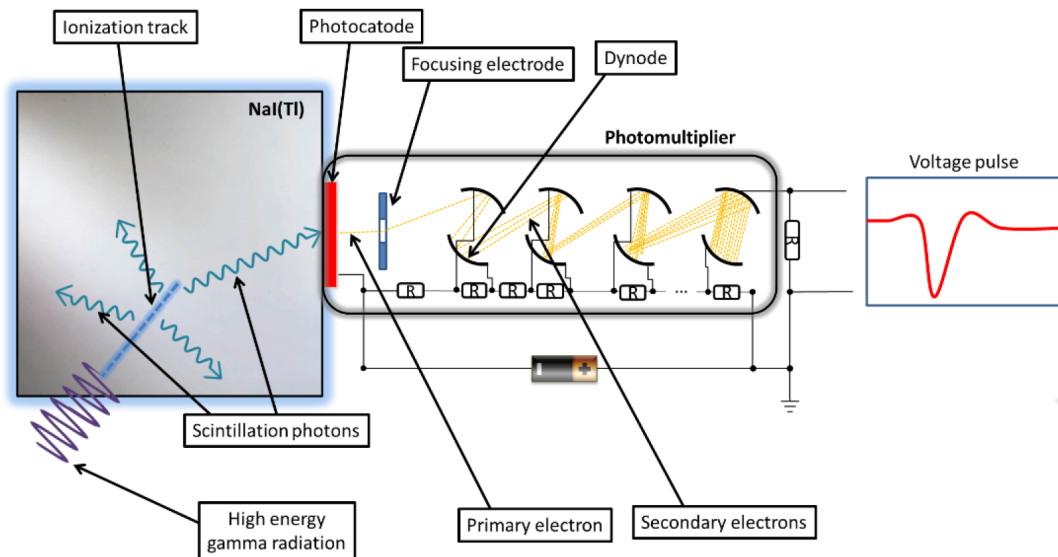 Ionization track
Photocatode
Focusing electrode
Dynode
NaI(Tl)
Photomultiplier
Voltage pulse
R
R
R
R
R
...
R
R
Scintillation photons
High energy
gamma radiation
Primary electron
Secondary electrons